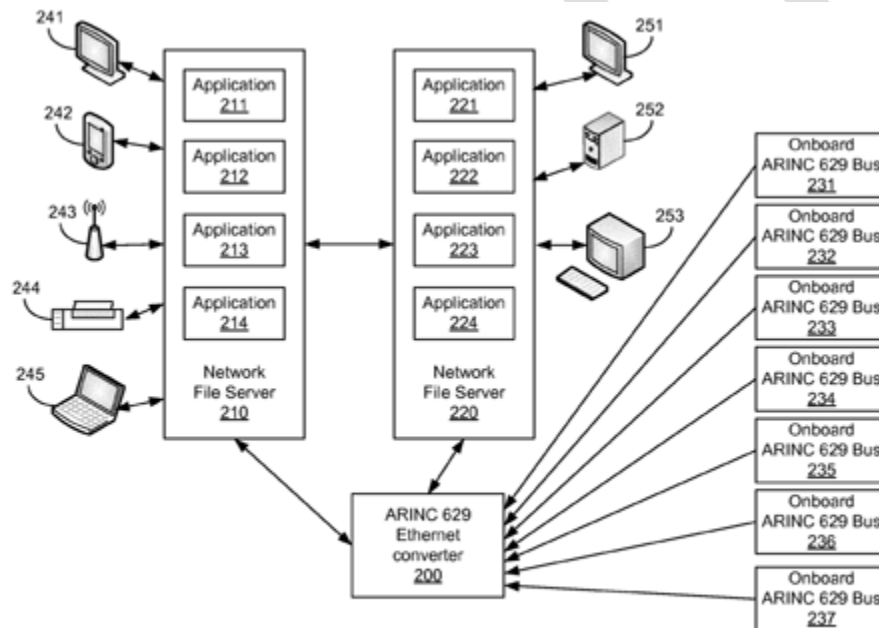 241
242
243
244
245
Application
211
Application
212
Application
213
Application
214
Network
File Server
210
Application
221
Application
222
Application
223
Application
224
Network
File Server
220
251
252
253
ARINC 629
Ethernet
converter
200
Onboard
ARINC 629 Bus
231
Onboard
ARINC 629 Bus
232
Onboard
ARINC 629 Bus
233
Onboard
ARINC 629 Bus
234
Onboard
ARINC 629 Bus
235
Onboard
ARINC 629 Bus
236
Onboard
ARINC 629 Bus
237